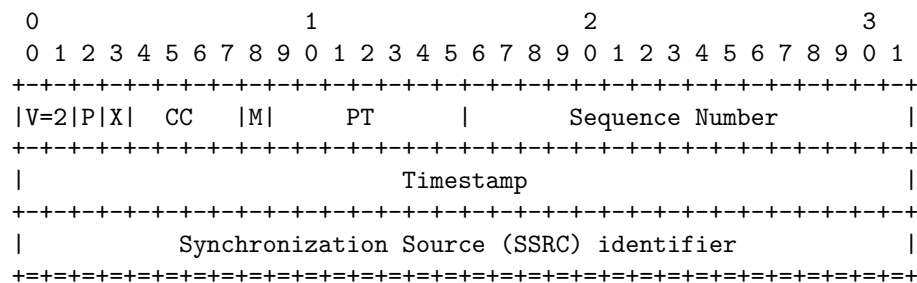 0                   1                   2                   3
 0 1 2 3 4 5 6 7 8 9 0 1 2 3 4 5 6 7 8 9 0 1 2 3 4 5 6 7 8 9 0 1
+-+-+-+-+-+-+-+-+-+-+-+-+-+-+-+-+-+-+-+-+-+-+-+-+-+-+-+-+-+-+-+-+
|V=2|P|X|  CC   |M|     PT      |       Sequence Number         |
+-+-+-+-+-+-+-+-+-+-+-+-+-+-+-+-+-+-+-+-+-+-+-+-+-+-+-+-+-+-+-+-+
|                           Timestamp                           |
+-+-+-+-+-+-+-+-+-+-+-+-+-+-+-+-+-+-+-+-+-+-+-+-+-+-+-+-+-+-+-+-+
|           Synchronization Source (SSRC) identifier            |
+=+=+=+=+=+=+=+=+=+=+=+=+=+=+=+=+=+=+=+=+=+=+=+=+=+=+=+=+=+=+=+=+